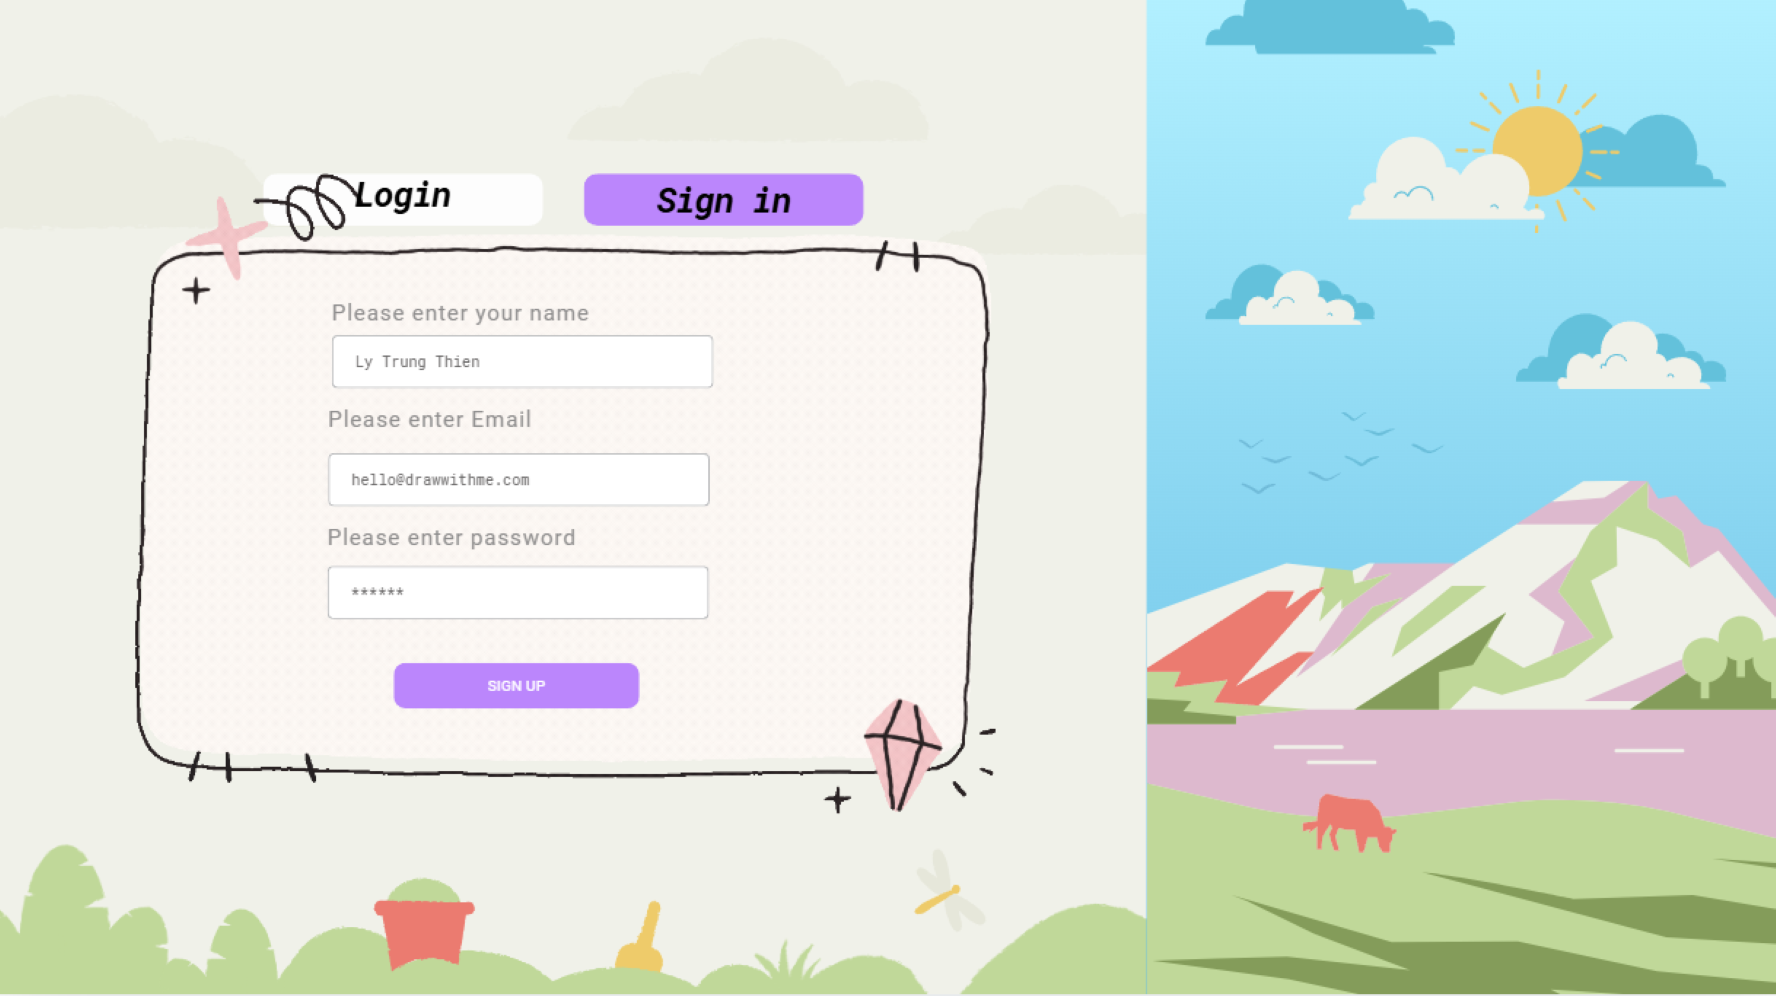 Login
Sign in
Please enter your name
Ly Trung Thien
Please enter Email
hello@drawwithme.com
Please enter password
******
SIGN UP